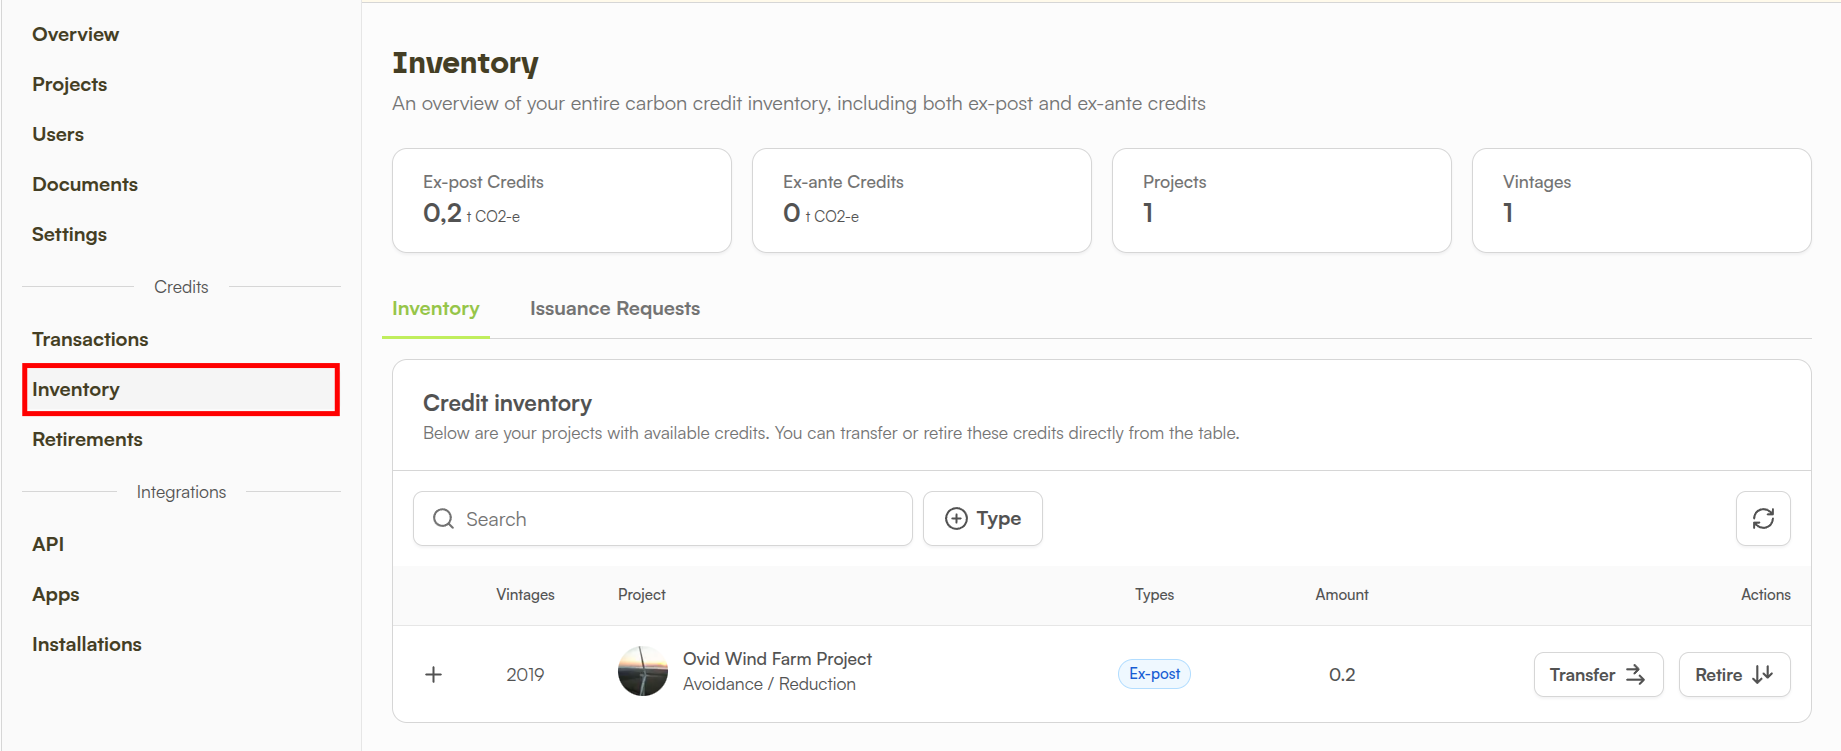 Overview
Projects
Users
Documents
Settings
Credits
Transactions
Inventory
Retirements
Integrations
API
Apps
Installations
Inventory
An overview of your entire carbon credit inventory, including both ex-post and ex-ante credits
Ex-post Credits
0,2 t CO2-e
Ex-ante Credits
0 t CO2-e
Projects
1
Vintages
1
Inventory Issuance Requests
Credit inventory
Below are your projects with available credits. You can transfer or retire these credits directly from the table.
Search Type
Vintages Project Types Amount Actions
2019 Ovid Wind Farm Project Ex-post 0.2 Transfer Retire
Avoidance / Reduction